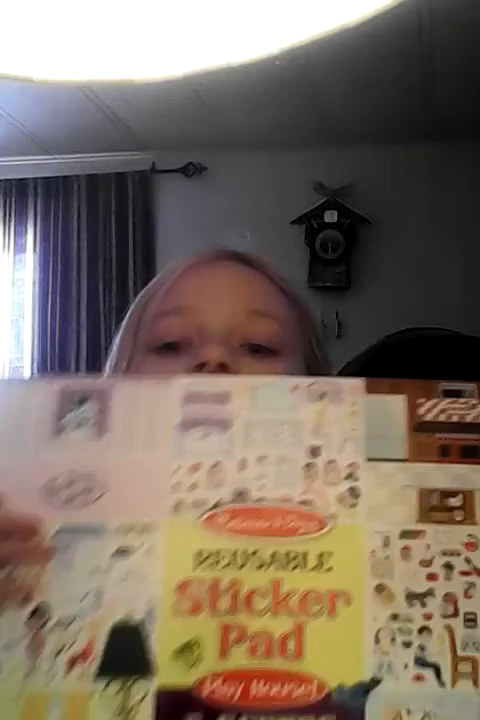 Melissa & Doug
REUSABLE
Sticker
Pad
Play House!